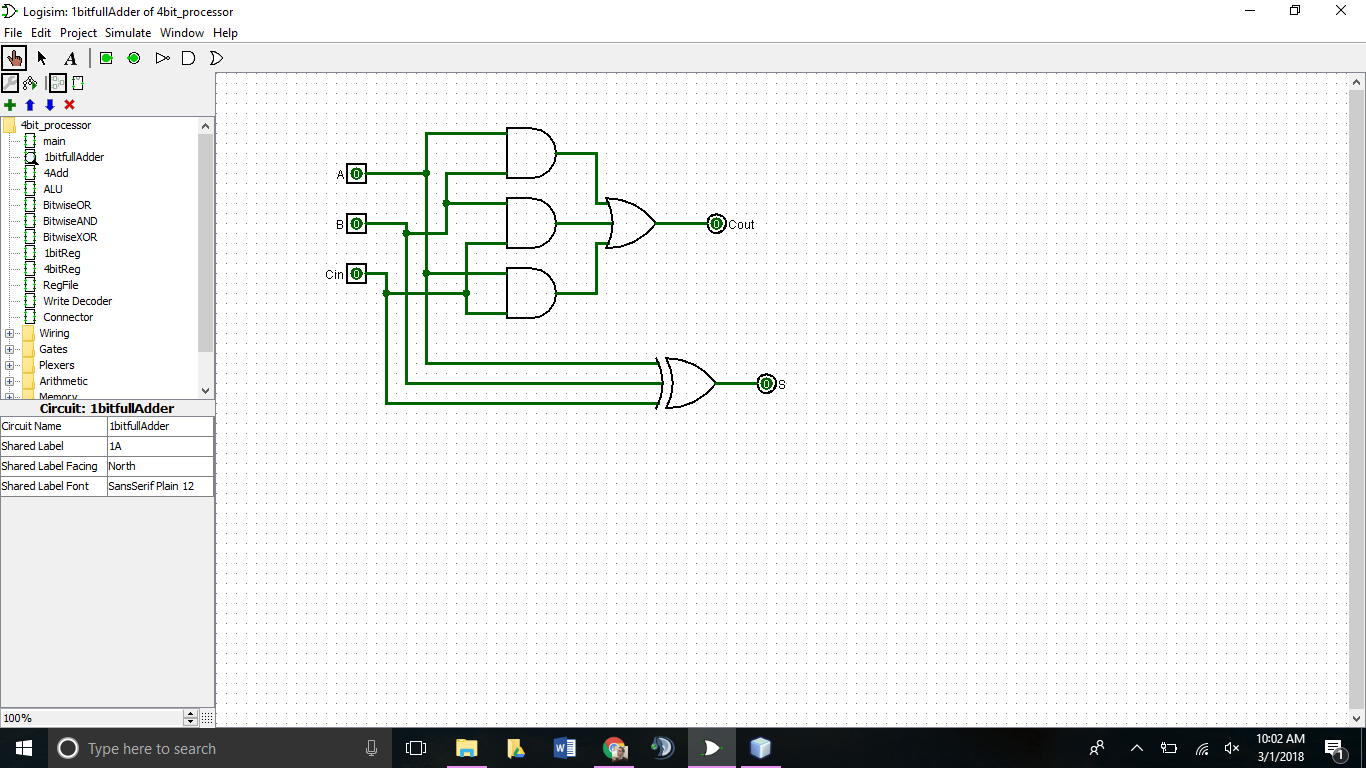 Logisim: 1bitfullAdder of 4bit_processor
File Edit Project Simulate Window Help
A
4bit_processor
main
1bitfullAdder
4Add
ALU
BitwiseOR
BitwiseAND
BitwiseXOR
1bitReg
4bitReg
RegFile
Write Decoder
Connector
Wiring
Gates
Plexers
Arithmetic
Memory
Circuit: 1bitfullAdder
Circuit Name 1bitfullAdder
Shared Label 1A
Shared Label Facing North
Shared Label Font SansSerif Plain 12
100%
A 0
B 0
Cin 0
0 Cout
0 S
Type here to search
10:02 AM
3/1/2018
1